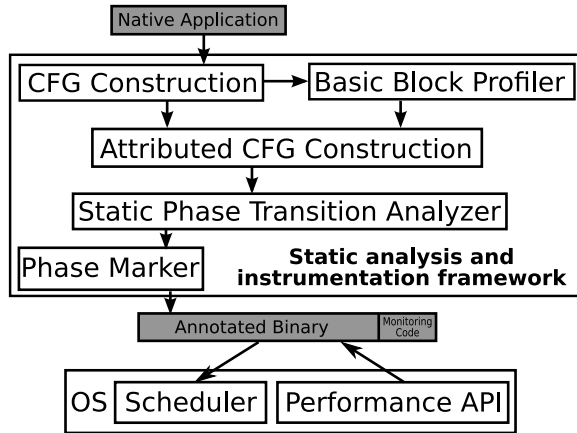 Native Application
CFG Construction
Basic Block Profiler
Attributed CFG Construction
Static Phase Transition Analyzer
Phase Marker
Static analysis and
instrumentation framework
Annotated Binary
Monitoring
Code
OS
Scheduler
Performance API